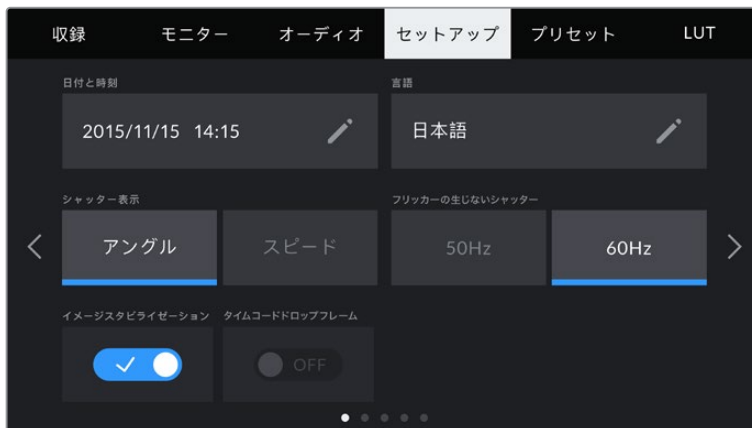 収録 モニター オーディオ セットアップ プリセット LUT
日付と時刻 言語
2015/11/15 14:15 日本語
シャッター表示 フリッカーの生じないシャッター
アングル スピード 50Hz 60Hz
イメージスタビライゼーション タイムコードドロップフレーム
OFF